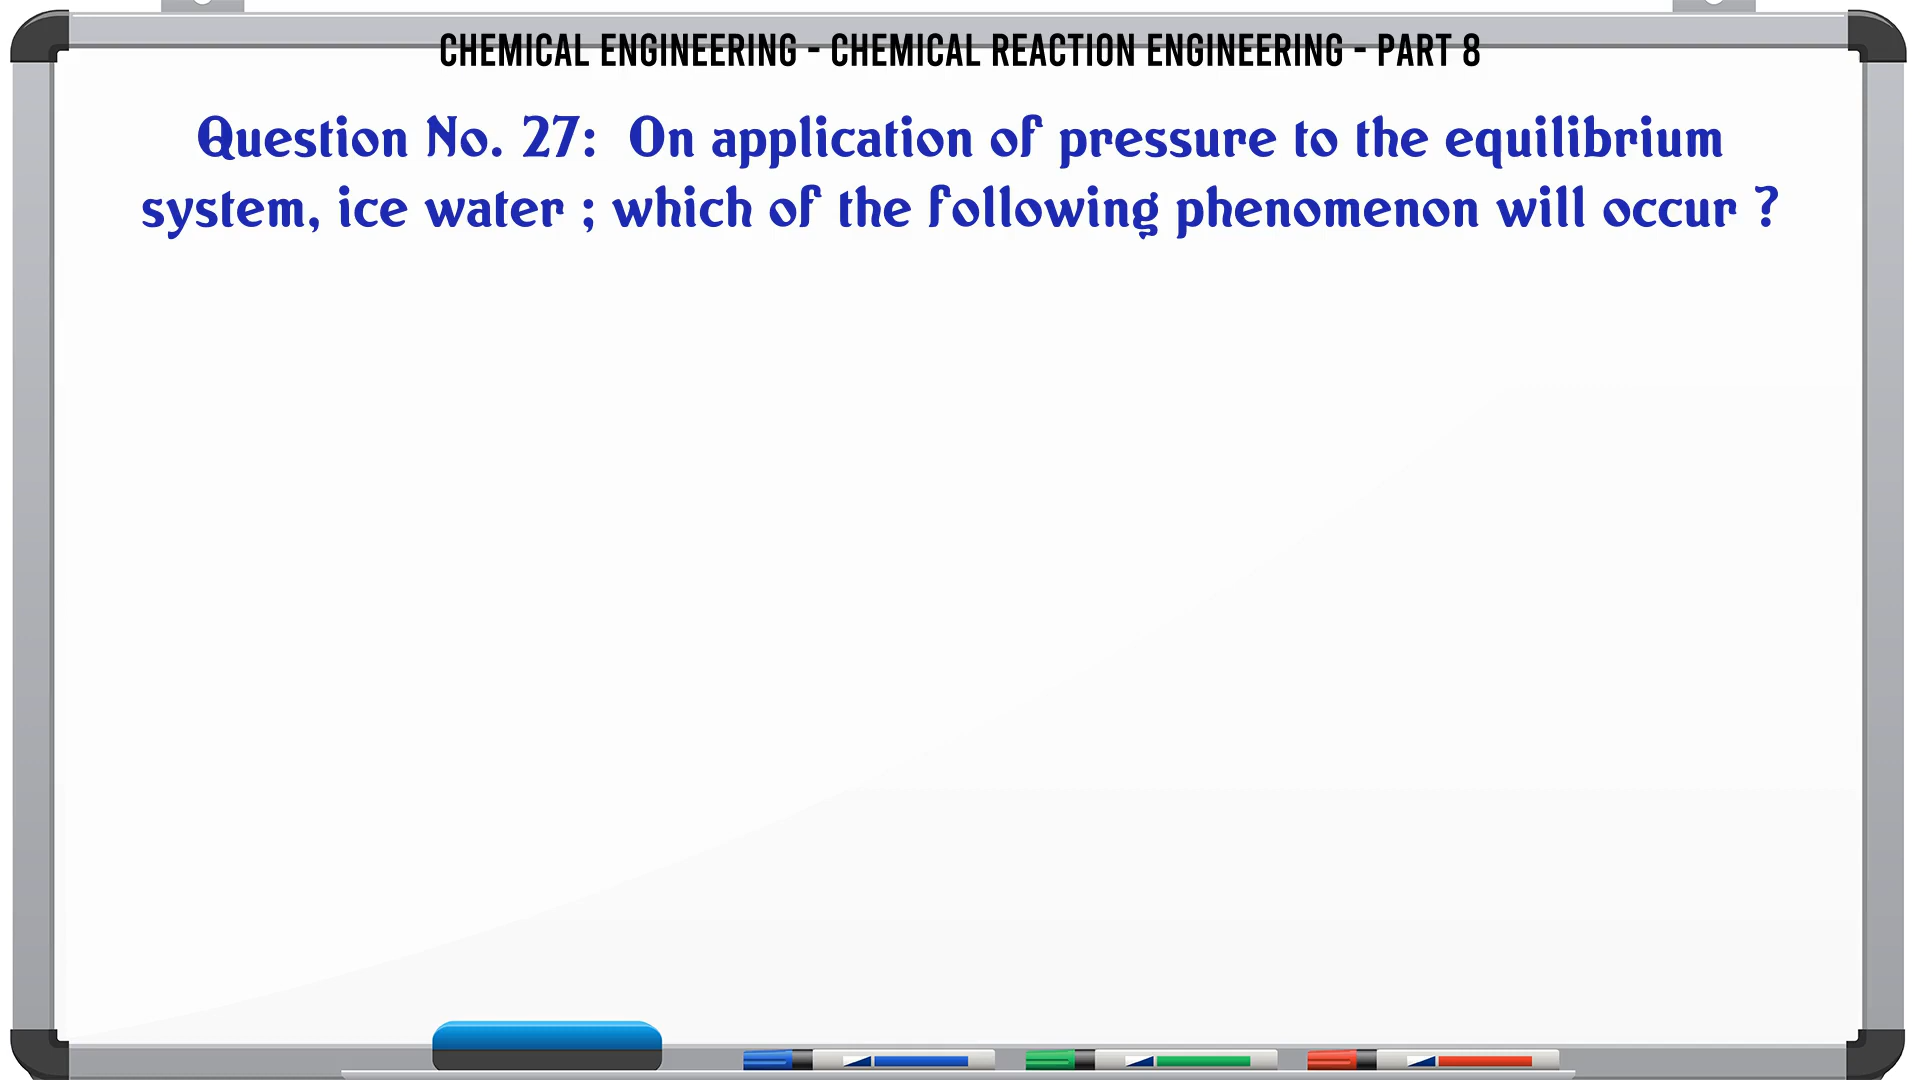 CHEMICAL ENGINEERING - CHEMICAL REACTION ENGINEERING - PART 8
Question No. 27: On application of pressure to the equilibrium
system, ice water ; which of the following phenomenon will occur ?